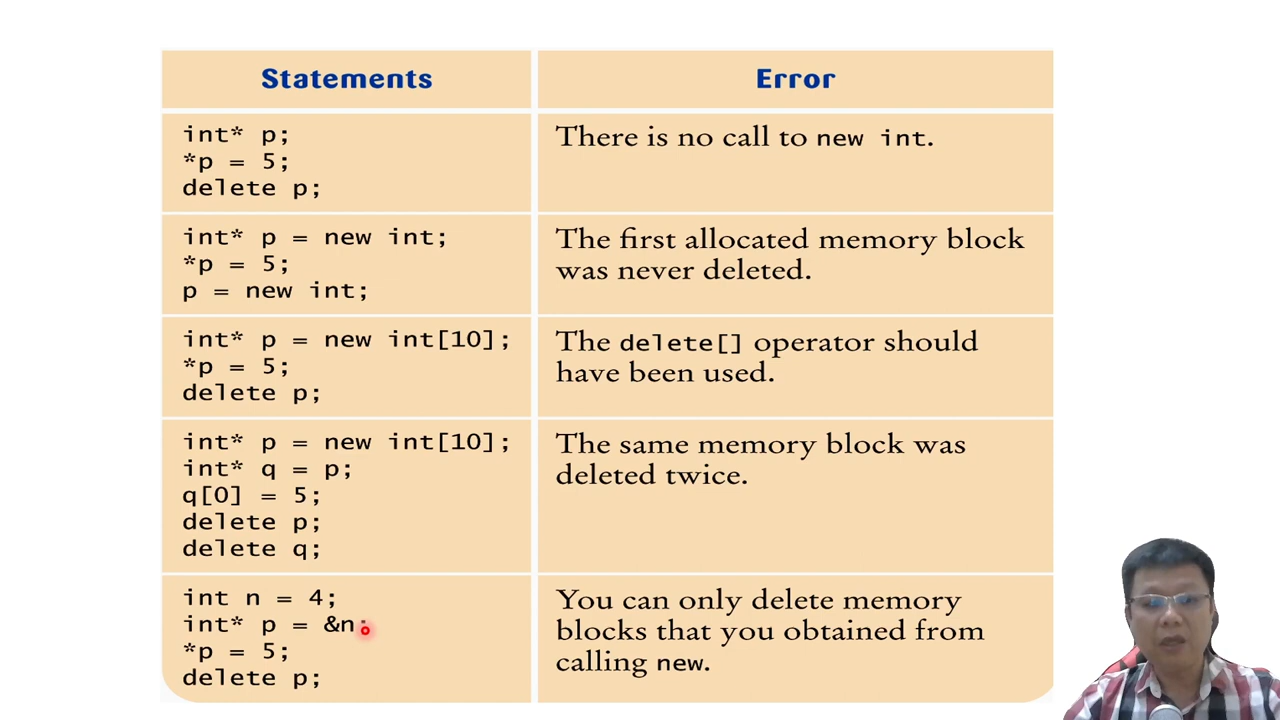 Statements
Error
int* p;
*p = 5;
delete p;
There is no call to new int.
int* p = new int;
*p = 5;
p = new int;
The first allocated memory block
was never deleted.
int* p = new int[10];
*p = 5;
delete p;
The delete[] operator should
have been used.
int* p = new int[10];
int* q = p;
q[0] = 5;
delete p;
delete q;
The same memory block was
deleted twice.
int n = 4;
int* p = &n;
*p = 5;
delete p;
You can only delete memory
blocks that you obtained from
calling new.